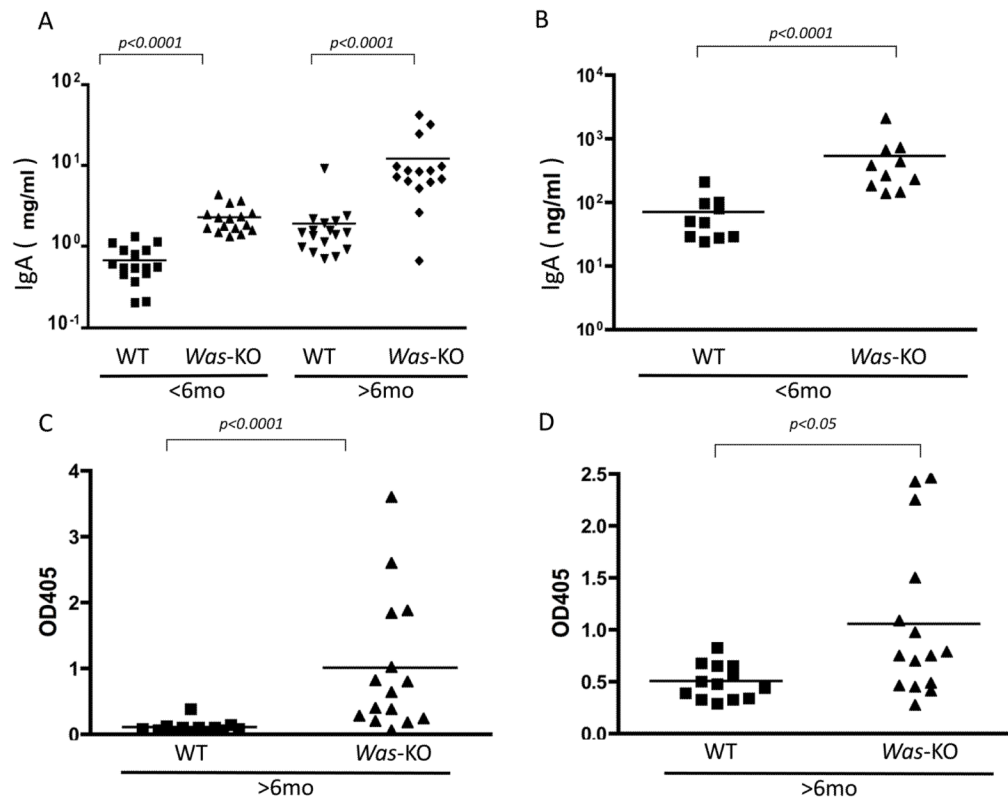 A
p<0.0001
p<0.0001
10²
10¹
10⁰
10⁻¹
IgA ( mg/ml)
WT Was-KO WT Was-KO
<6mo >6mo
B
p<0.0001
10⁴
10³
10²
10¹
10⁰
IgA ( ng/ml)
WT Was-KO
<6mo
C
p<0.0001
4
3
2
1
0
OD405
WT Was-KO
>6mo
D
p<0.05
2.5
2.0
1.5
1.0
0.5
0.0
OD405
WT Was-KO
>6mo